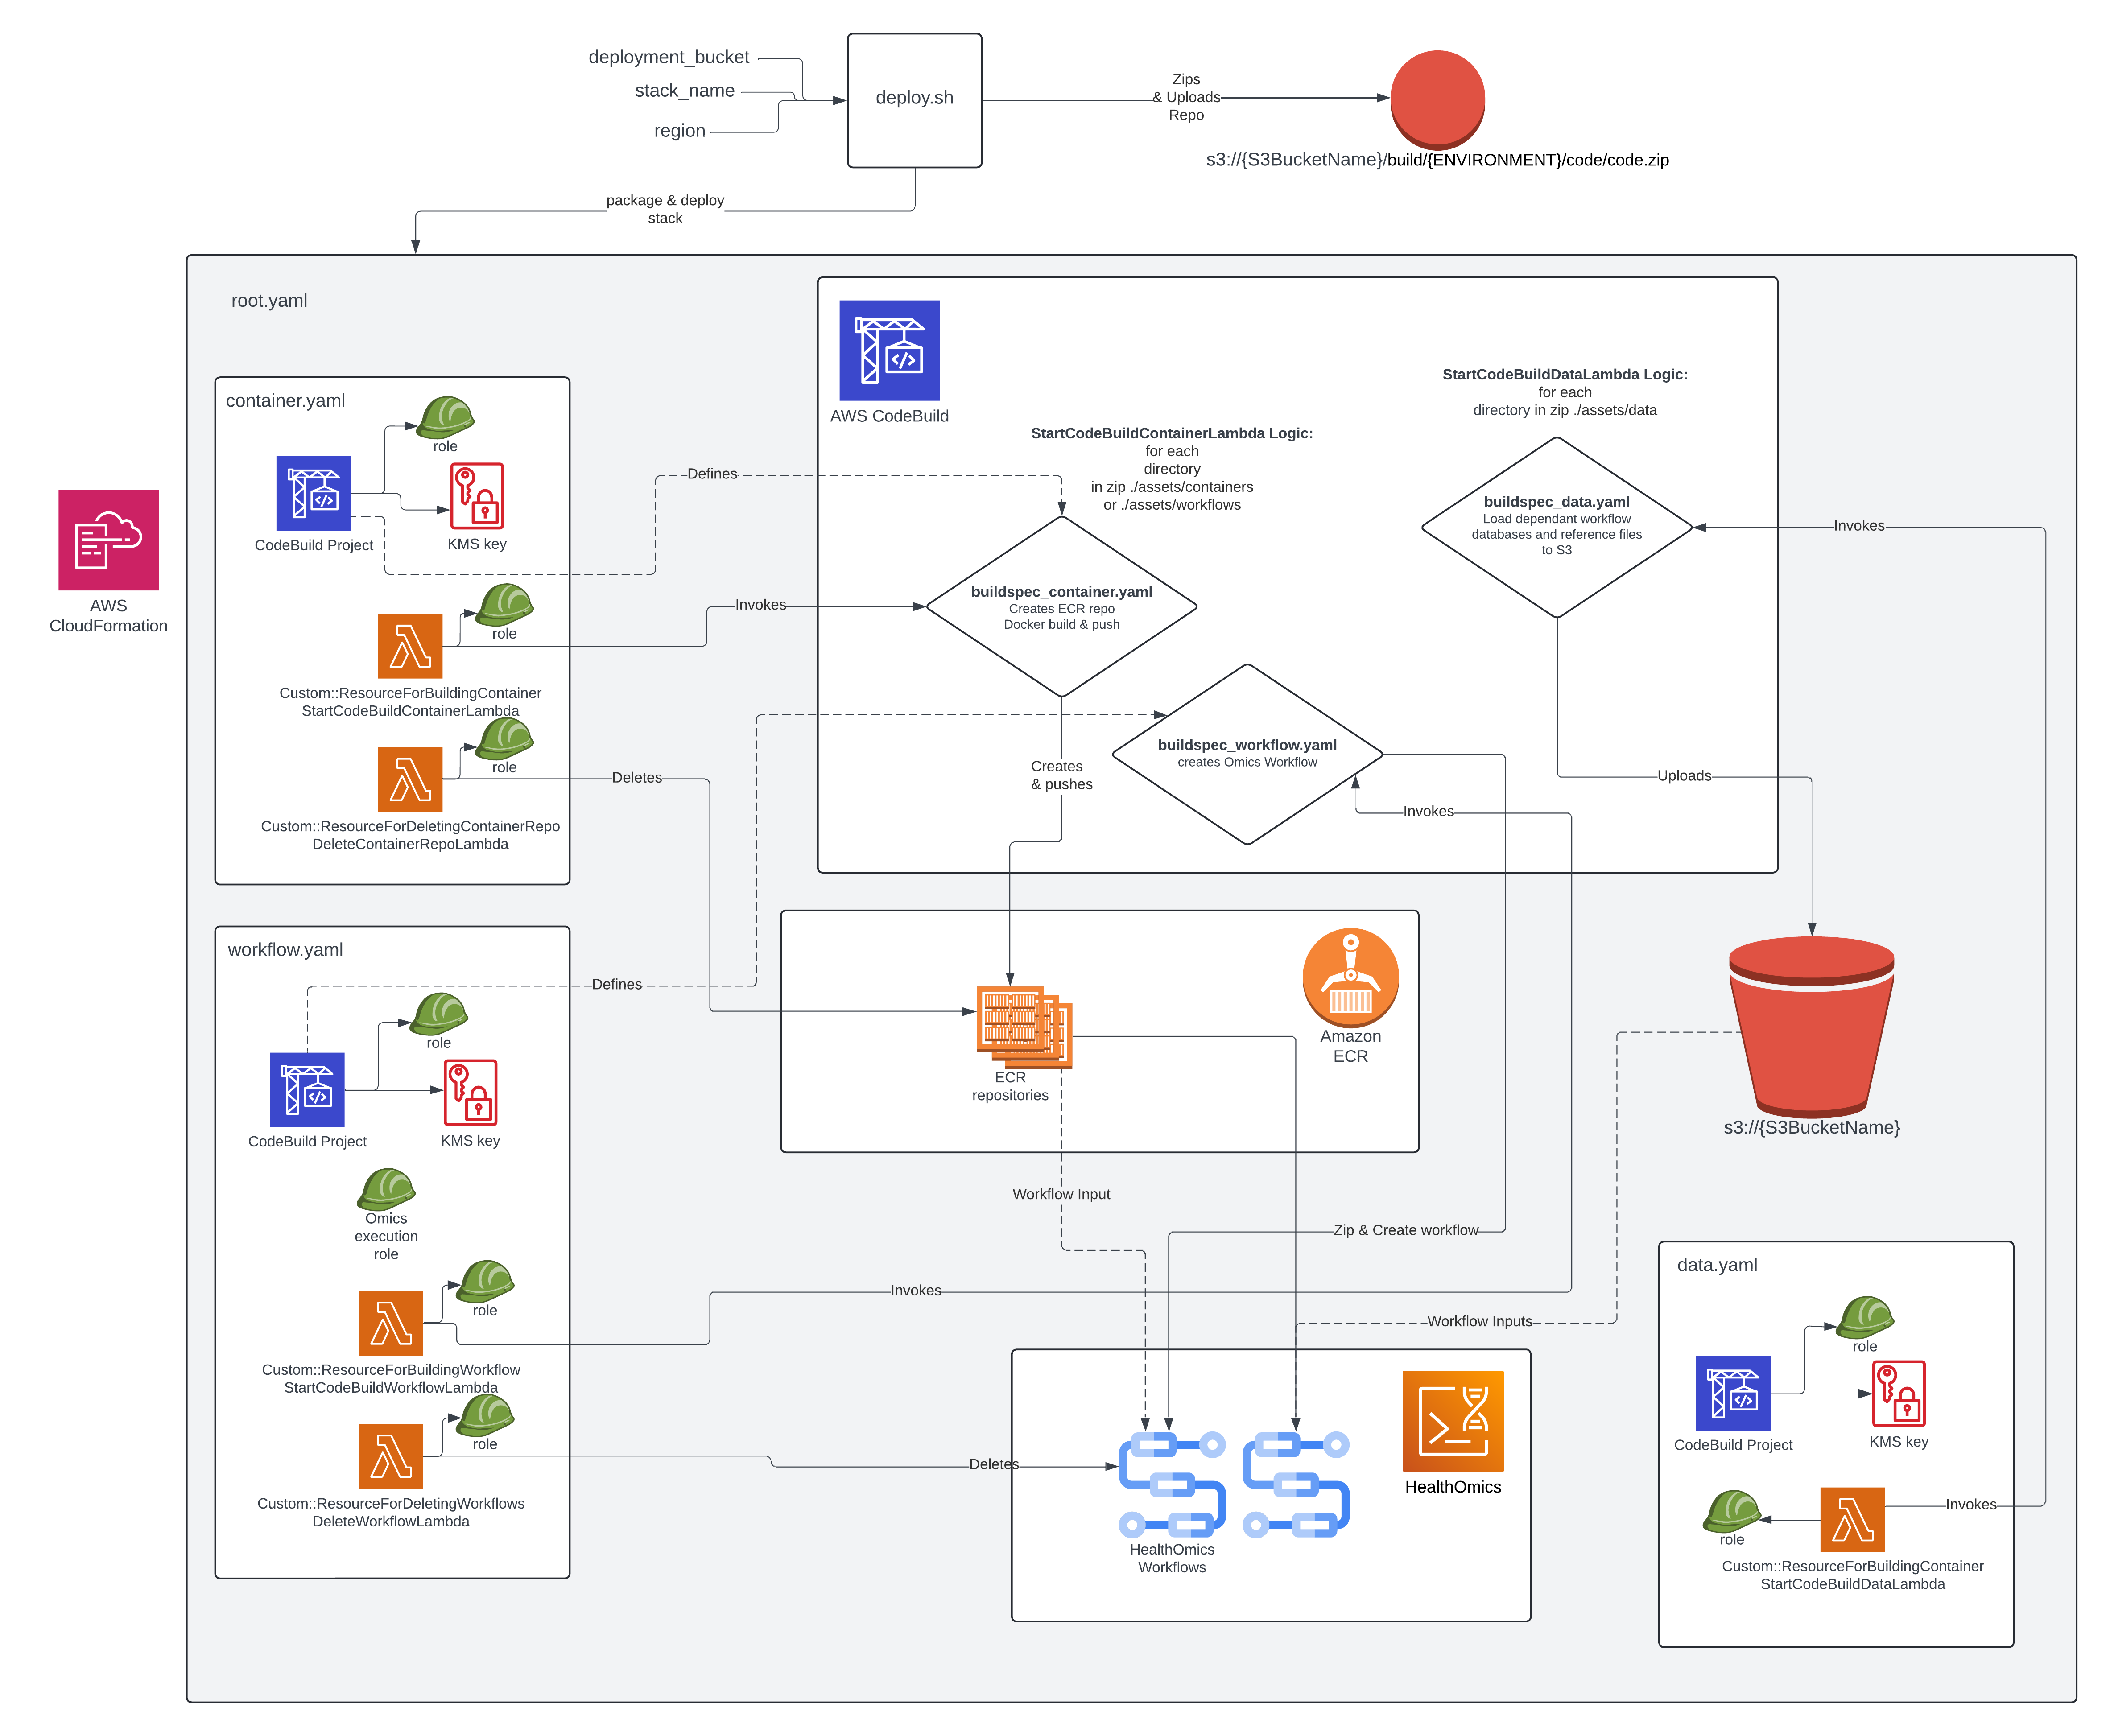 deployment_bucket
stack_name
region
deploy.sh
Zips
& Uploads
Repo
s3://{S3BucketName}/build/{ENVIRONMENT}/code/code.zip
package & deploy
stack
root.yaml
AWS
CloudFormation
container.yaml
role
CodeBuild Project
KMS key
role
Custom::ResourceForBuildingContainer
StartCodeBuildContainerLambda
role
Custom::ResourceForDeletingContainerRepo
DeleteContainerRepoLambda
Defines
Invokes
Deletes
AWS CodeBuild
StartCodeBuildContainerLambda Logic:
for each
directory
in zip ./assets/containers
or ./assets/workflows
StartCodeBuildDataLambda Logic:
for each
directory in zip ./assets/data
buildspec_data.yaml
Load dependant workflow
databases and reference files
to S3
Invokes
buildspec_container.yaml
Creates ECR repo
Docker build & push
buildspec_workflow.yaml
creates Omics Workflow
Creates
& pushes
Invokes
Uploads
workflow.yaml
Defines
role
CodeBuild Project
KMS key
Omics
execution
role
role
Custom::ResourceForBuildingWorkflow
StartCodeBuildWorkflowLambda
role
Custom::ResourceForDeletingWorkflows
DeleteWorkflowLambda
Amazon
ECR
ECR
repositories
s3://{S3BucketName}
Workflow Input
Zip & Create workflow
Invokes
Workflow Inputs
Deletes
HealthOmics
HealthOmics
Workflows
data.yaml
role
CodeBuild Project
KMS key
role
Invokes
Custom::ResourceForBuildingContainer
StartCodeBuildDataLambda